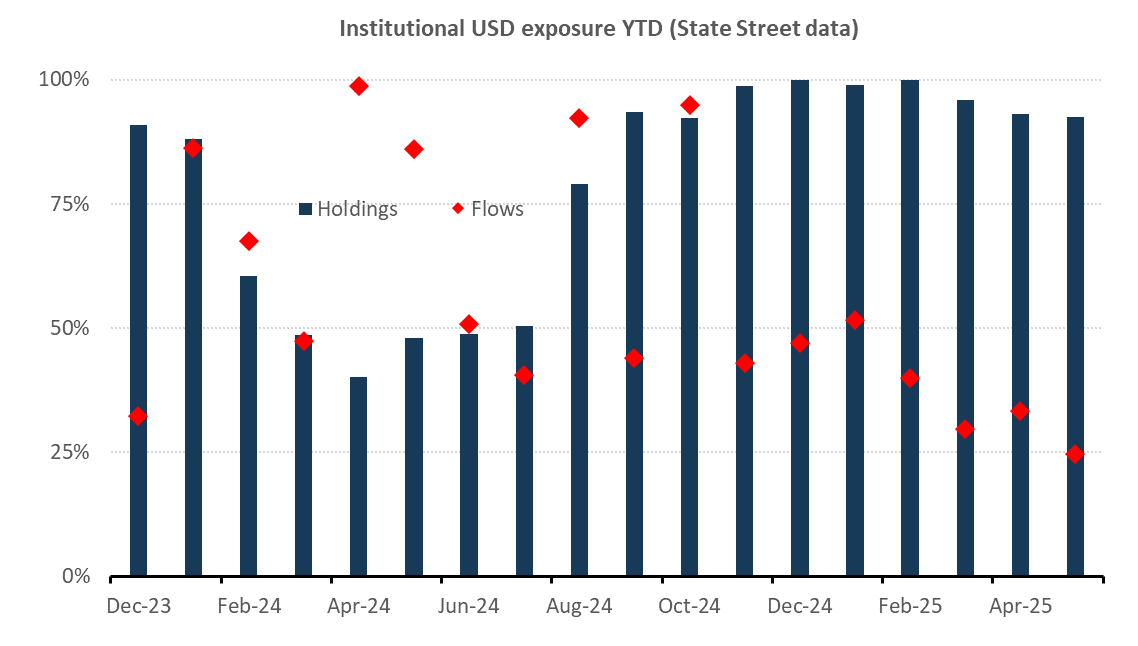 Institutional USD exposure YTD (State Street data)
100%
75%
Holdings Flows
50%
25%
0%
Dec-23 Feb-24 Apr-24 Jun-24 Aug-24 Oct-24 Dec-24 Feb-25 Apr-25